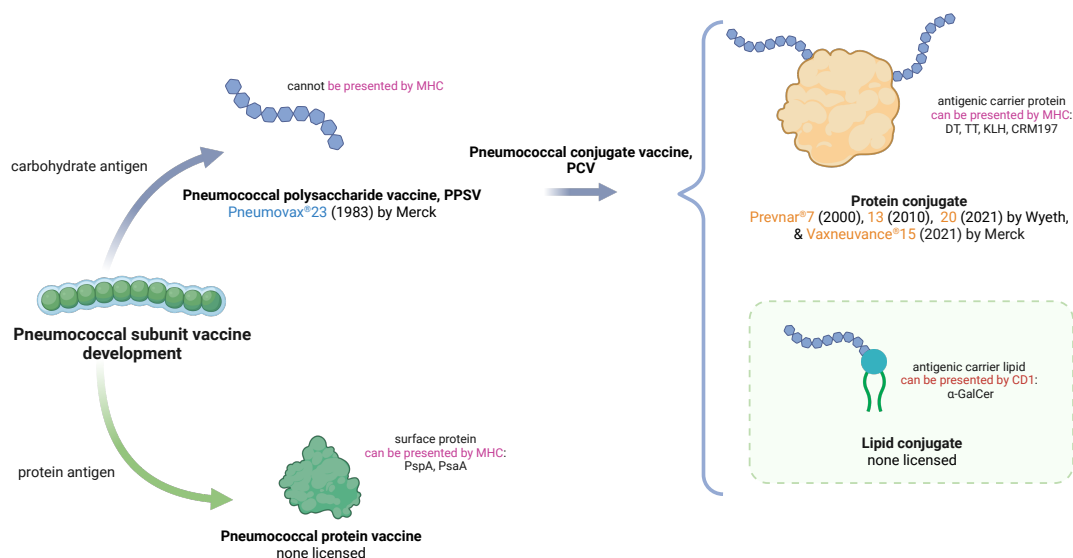 cannot be presented by MHC
carbohydrate antigen
Pneumococcal polysaccharide vaccine, PPSV
Pneumovax®23 (1983) by Merck
Pneumococcal conjugate vaccine,
PCV
antigenic carrier protein
can be presented by MHC:
DT, TT, KLH, CRM197
Protein conjugate
Prevnar®7 (2000), 13 (2010), 20 (2021) by Wyeth,
& Vaxneuvance®15 (2021) by Merck
Pneumococcal subunit vaccine
development
antigenic carrier lipid
can be presented by CD1:
α-GalCer
Lipid conjugate
none licensed
protein antigen
surface protein
can be presented by MHC:
PspA, PsaA
Pneumococcal protein vaccine
none licensed